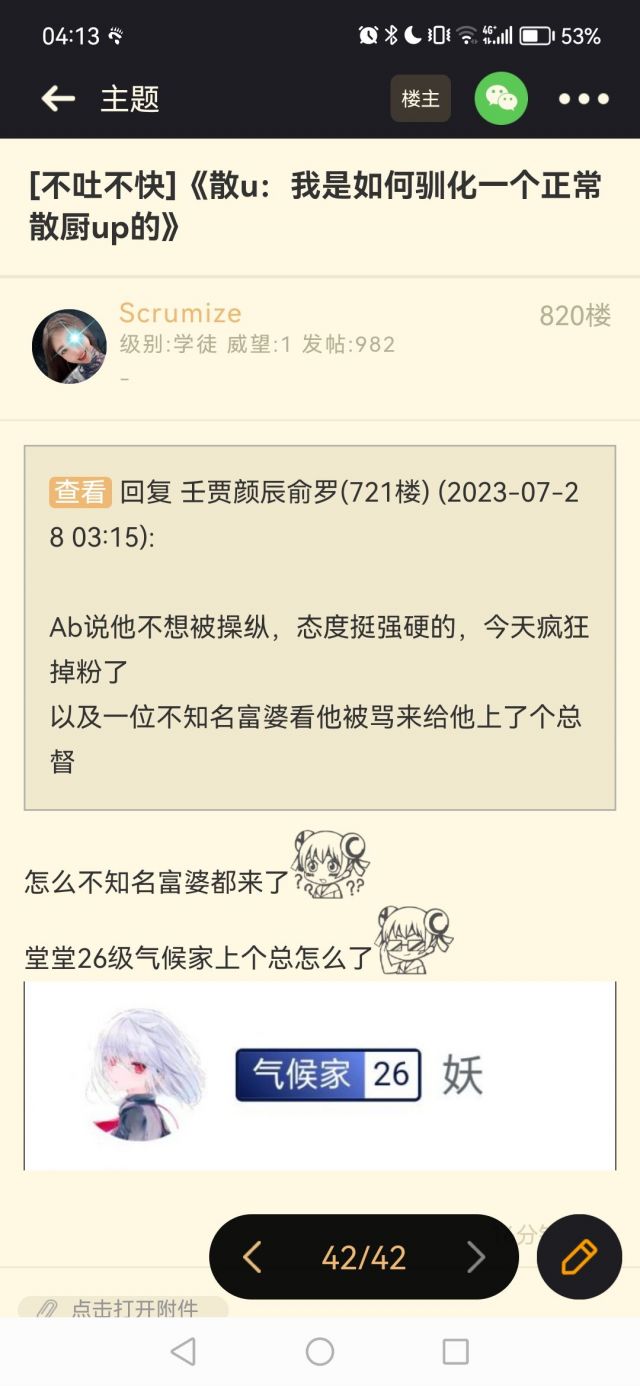 04:13
4G+
53%
主题
楼主
[不吐不快]《散u：我是如何驯化一个正常
散厨up的》
Scrumize
820楼
级别:学徒 威望:1 发帖:982
-
查看 回复 壬贾颜辰俞罗(721楼) (2023-07-2
8 03:15):
Ab说他不想被操纵，态度挺强硬的，今天疯狂
掉粉了
以及一位不知名富婆看他被骂来给他上了个总
督
怎么不知名富婆都来了
??
??
堂堂26级气候家上个总怎么了
气候家 26 妖
42/42
点击打开附件